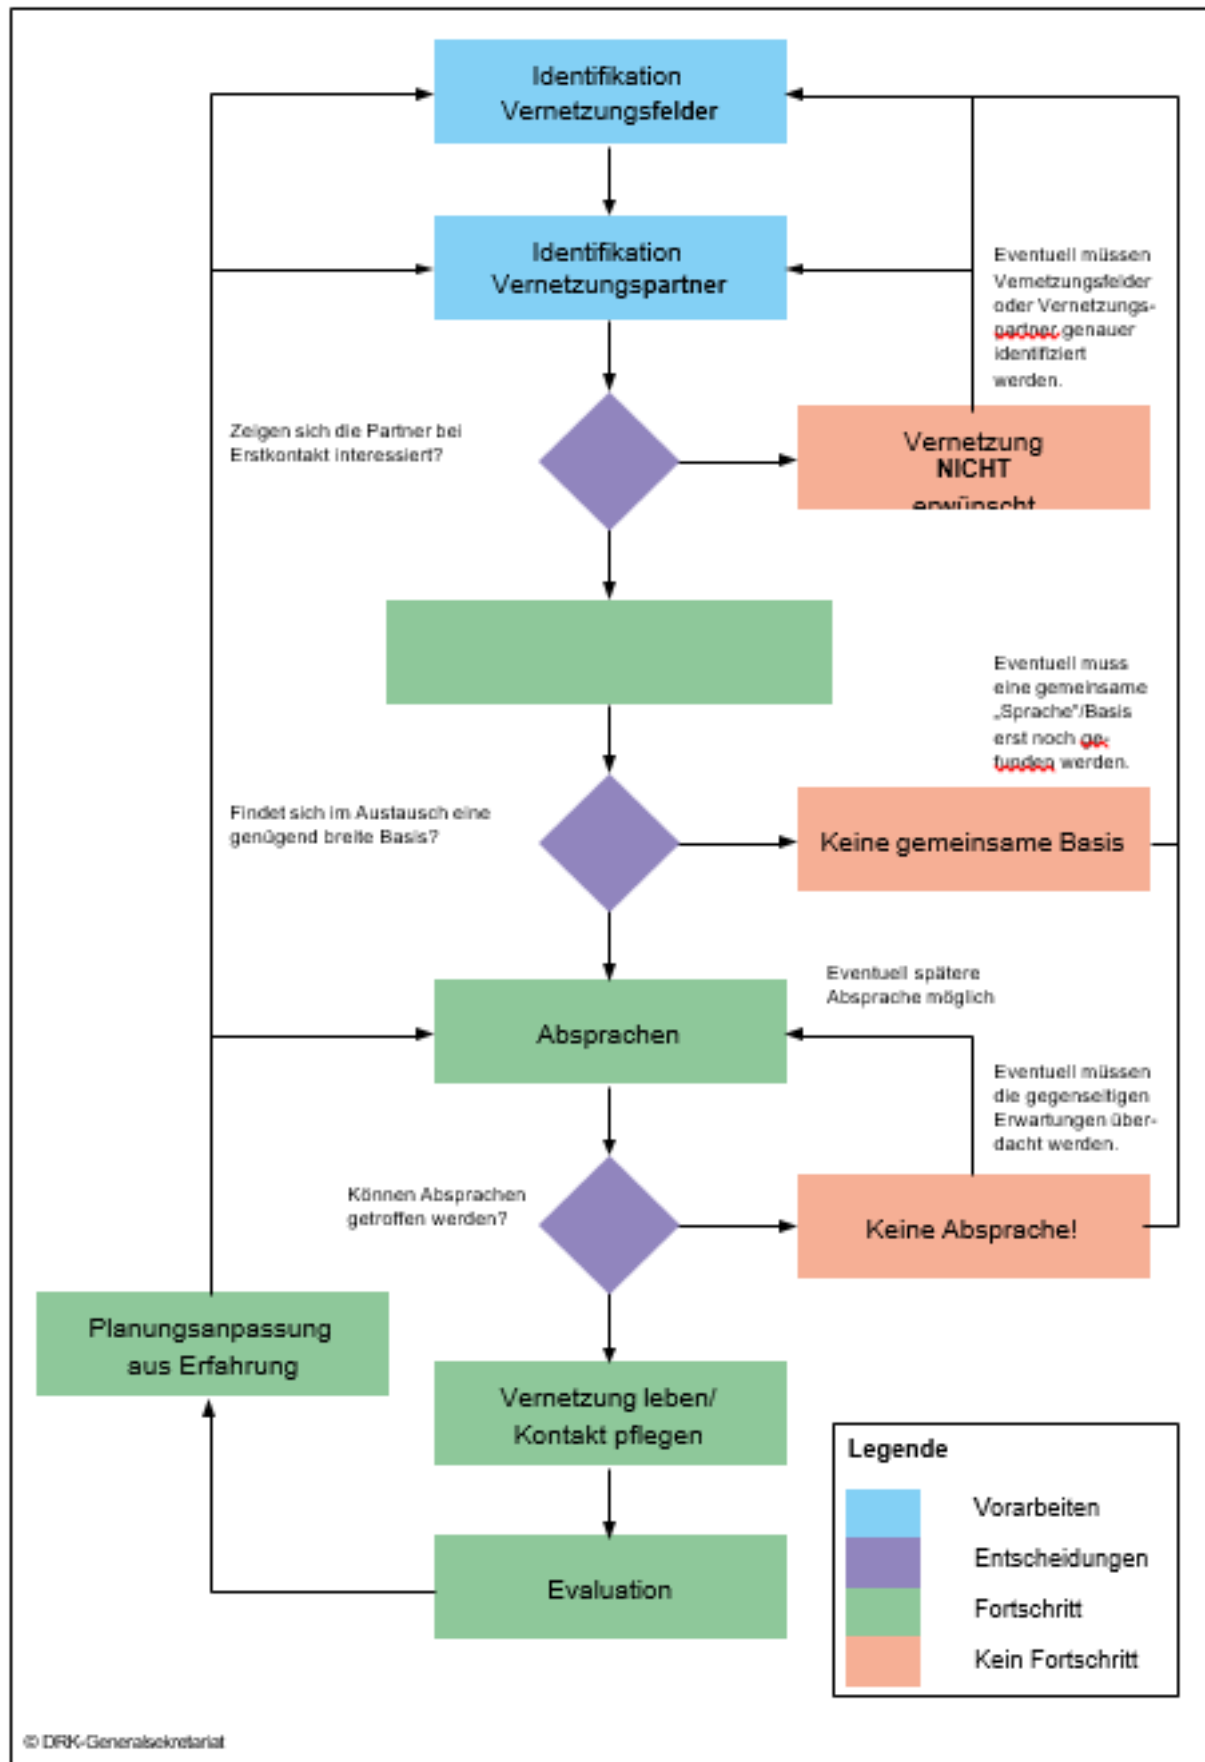 Identifikation
Vernetzungsfelder
Identifikation
Vernetzungspartner
Eventuell müssen
Vernetzungsfelder
oder Vernetzungs-
partner genauer
identifiziert
werden.
Zeigen sich die Partner bei
Erstkontakt interessiert?
Vernetzung
NICHT
erwünscht
Eventuell muss
eine gemeinsame
„Sprache"/Basis
erst noch ge-
funden werden.
Findet sich im Austausch eine
genügend breite Basis?
Keine gemeinsame Basis
Eventuell spätere
Absprache möglich
Absprachen
Eventuell müssen
die gegenseitigen
Erwartungen über-
dacht werden.
Können Absprachen
getroffen werden?
Keine Absprache!
Planungsanpassung
aus Erfahrung
Vernetzung leben/
Kontakt pflegen
Evaluation
Legende
Vorarbeiten
Entscheidungen
Fortschritt
Kein Fortschritt
© DRK-Generalsekretariat